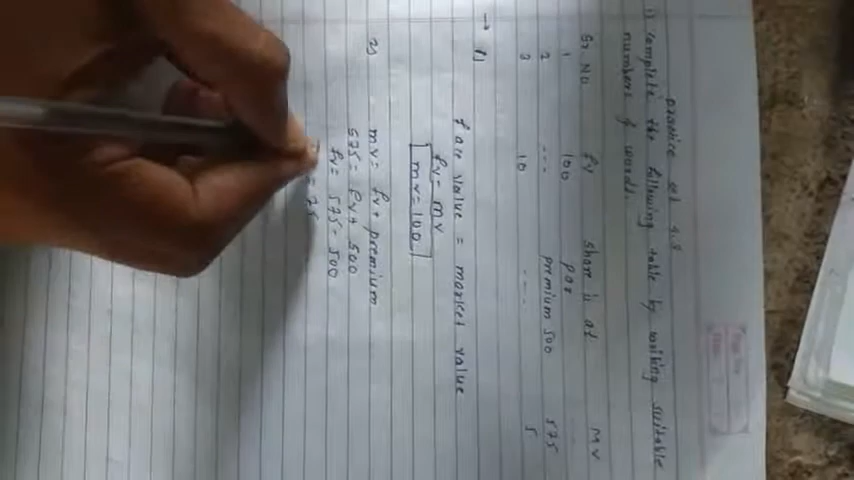 practice set 4.3
1) complete the following table by writing suitable
numbers & words.
Sr No FV Share is at MV
1 100 par ---
2 --- premium 500 575
3 10 ---- 5
→ 1) face value = market value
FV = MV
MV = 100
2) MV = FV + premium
575 = FV + 500
FV = 575 - 500
= 75